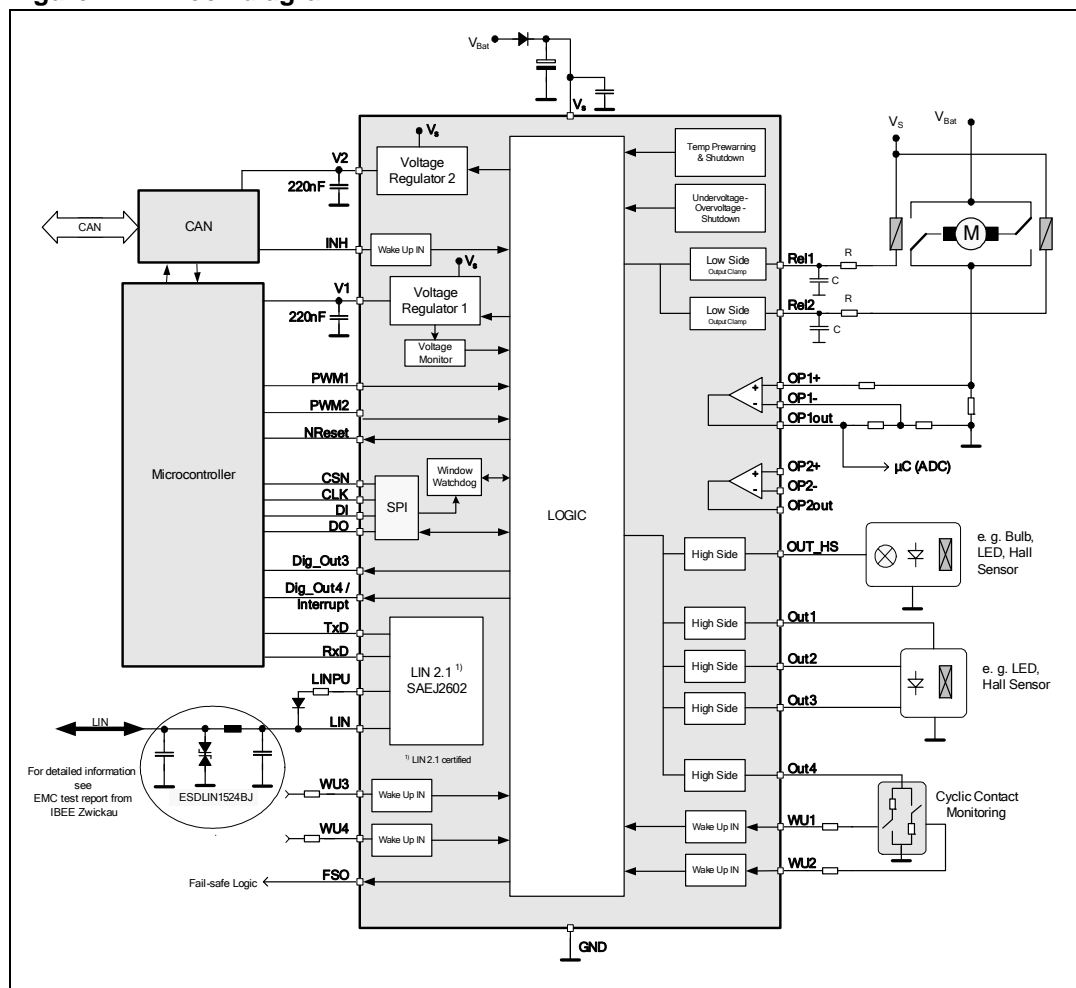 V_Bat
V_s
V_s
V_Bat
V_s
Temp Prewarning
& Shutdown
V2
Voltage
Regulator 2
220nF
CAN
CAN
Undervoltage -
Overvoltage -
Shutdown
M
INH
Wake Up IN
V_s
Low Side
Output Clamp
Rel1
R
C
V1
Voltage
Regulator 1
220nF
Low Side
Output Clamp
Rel2
R
C
Voltage
Monitor
PWM1
PWM2
NReset
OP1+
OP1-
OP1out
µC (ADC)
Microcontroller
CSN
CLK
DI
DO
SPI
Window
Watchdog
LOGIC
OP2+
OP2-
OP2out
Dig_Out3
Dig_Out4 /
Interrupt
High Side
OUT_HS
e. g. Bulb,
LED, Hall
Sensor
TxD
RxD
LINPU
LIN
LIN
LIN 2.1 1)
SAEJ2602
1) LIN 2.1 certified
High Side
Out1
High Side
Out2
High Side
Out3
e. g. LED,
Hall Sensor
For detailed information
see
EMC test report from
IBEE Zwickau
ESDLIN1524BJ
High Side
Out4
Cyclic Contact
Monitoring
WU3
Wake Up IN
WU4
Wake Up IN
Wake Up IN
WU1
Wake Up IN
WU2
Fail-safe Logic
FSO
GND